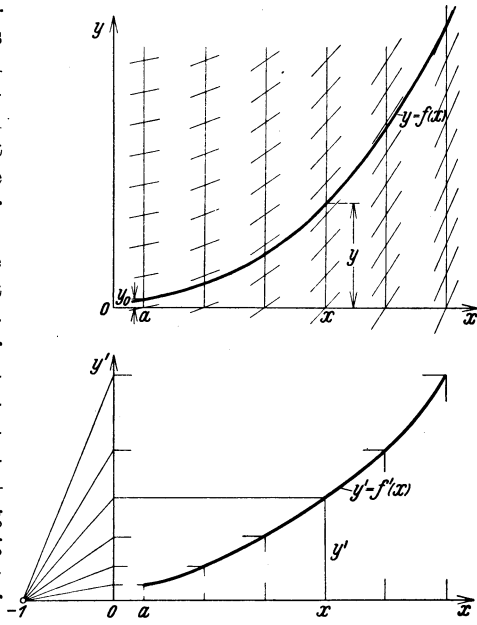 y
y=f(x)
y
y₀
0 a x x
y'
y'=f'(x)
y'
-1 0 a x x